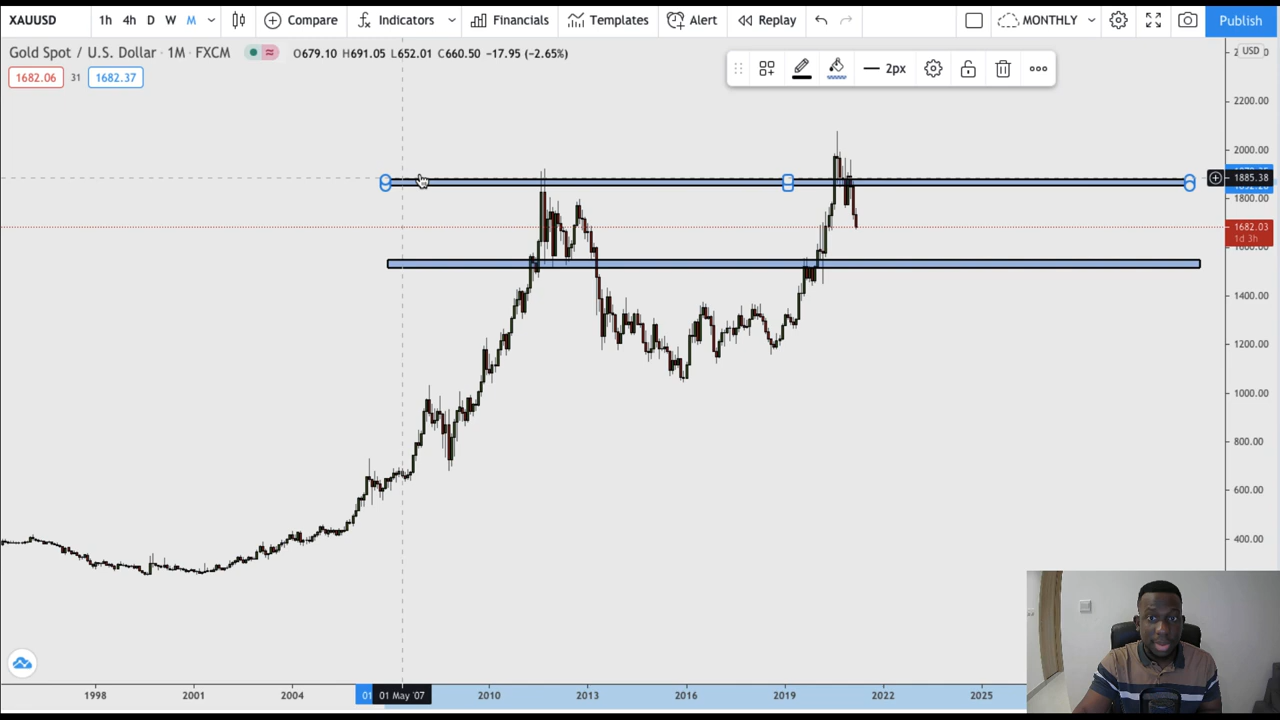 XAUUSD 1h 4h D W M Compare Indicators Financials Templates Alert Replay MONTHLY Publish
Gold Spot / U.S. Dollar · 1M · FXCM O679.10 H691.05 L652.01 C660.50 −17.95 (−2.65%)
1682.06 31 1682.37
2px
USD
2200.00
2000.00
1885.38
1800.00
1682.03
1d 3h
1400.00
1200.00
1000.00
800.00
600.00
400.00
1998 2001 2004 01 May '07 2010 2013 2016 2019 2022 2025